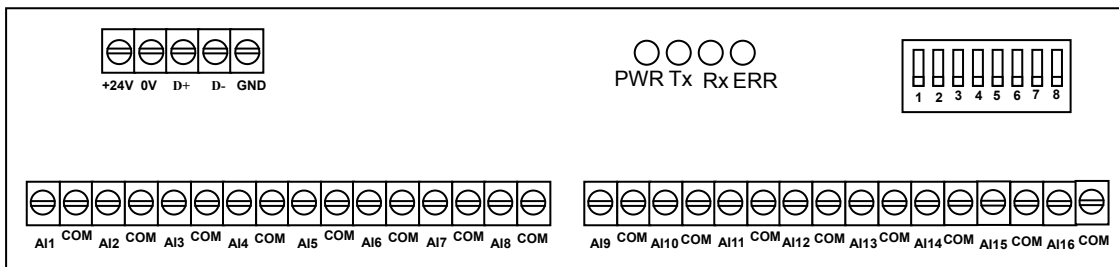 +24V 0V D+ D- GND
PWR Tx Rx ERR
1 2 3 4 5 6 7 8
AI1 COM AI2 COM AI3 COM AI4 COM AI5 COM AI6 COM AI7 COM AI8 COM
AI9 COM AI10 COM AI11 COM AI12 COM AI13 COM AI14 COM AI15 COM AI16 COM